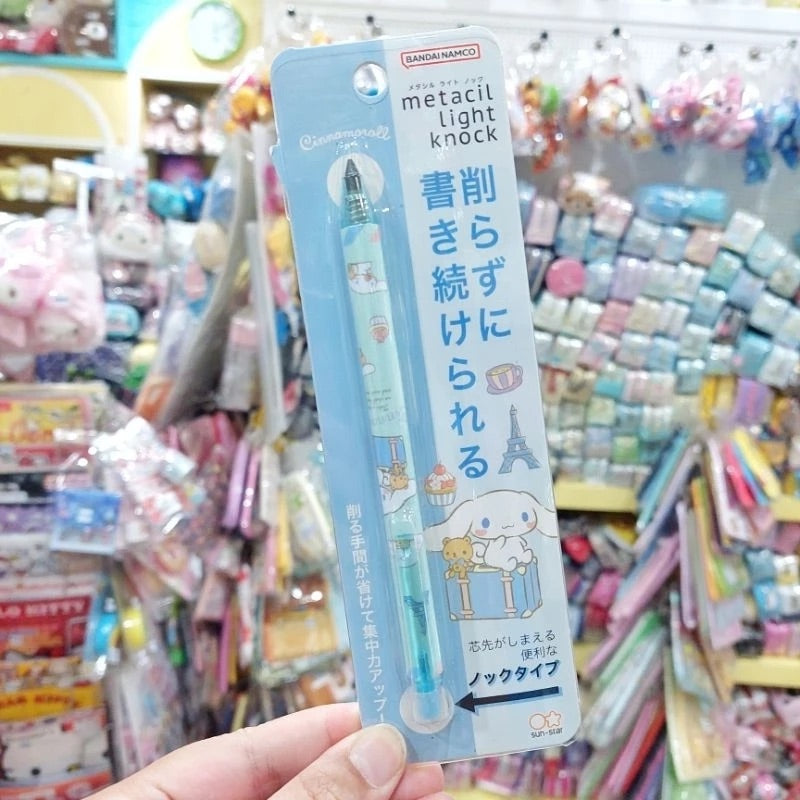 BANDAI NAMCO
メタシル ライト ノック
metacil
light
knock
Cinnamoroll
削らずに
書き続けられる
削る手間が省けて集中力アップ
芯先がしまえる
便利な
ノックタイプ
sun-star